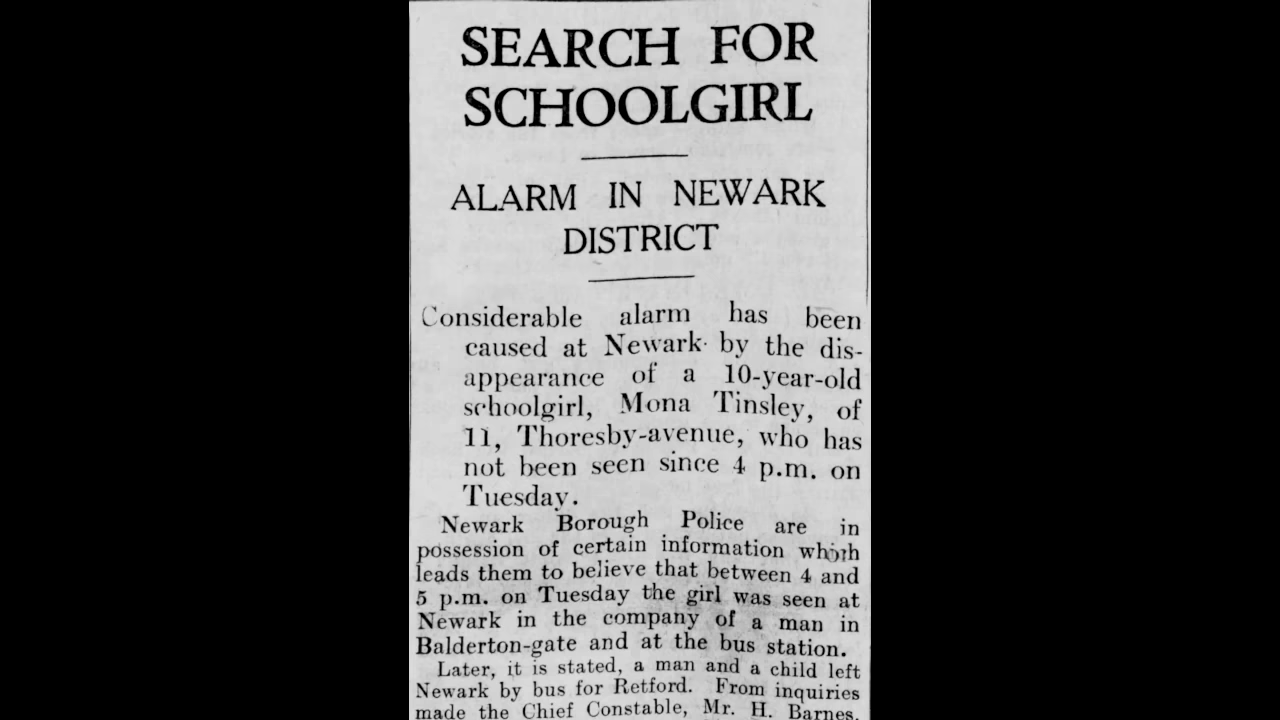 SEARCH FOR
SCHOOLGIRL
ALARM IN NEWARK
DISTRICT
Considerable alarm has been
caused at Newark by the dis-
appearance of a 10-year-old
schoolgirl, Mona Tinsley, of
11, Thoresby-avenue, who has
not been seen since 4 p.m. on
Tuesday.
Newark Borough Police are in
possession of certain information which
leads them to believe that between 4 and
5 p.m. on Tuesday the girl was seen at
Newark in the company of a man in
Balderton-gate and at the bus station.
Later, it is stated, a man and a child left
Newark by bus for Retford. From inquiries
made the Chief Constable, Mr. H. Barnes,